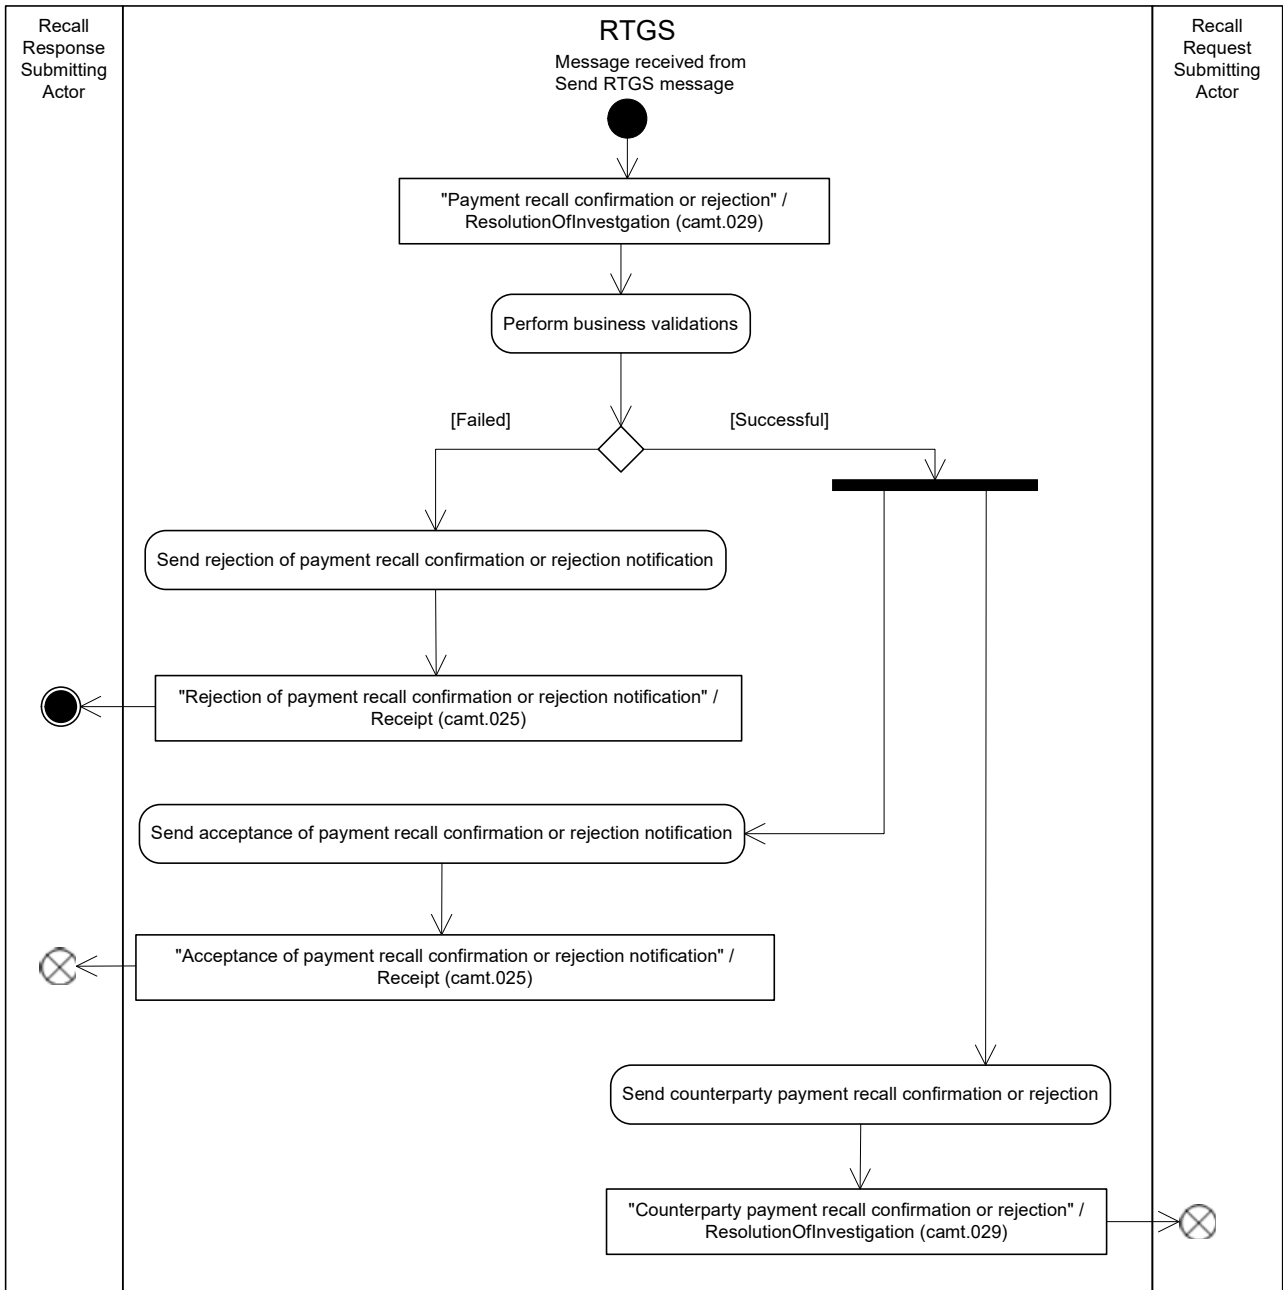 Recall
Response
Submitting
Actor
RTGS
Message received from
Send RTGS message
Recall
Request
Submitting
Actor
"Payment recall confirmation or rejection" /
ResolutionOfInvestgation (camt.029)
Perform business validations
[Failed]
[Successful]
Send rejection of payment recall confirmation or rejection notification
"Rejection of payment recall confirmation or rejection notification" /
Receipt (camt.025)
Send acceptance of payment recall confirmation or rejection notification
"Acceptance of payment recall confirmation or rejection notification" /
Receipt (camt.025)
Send counterparty payment recall confirmation or rejection
"Counterparty payment recall confirmation or rejection" /
ResolutionOfInvestigation (camt.029)